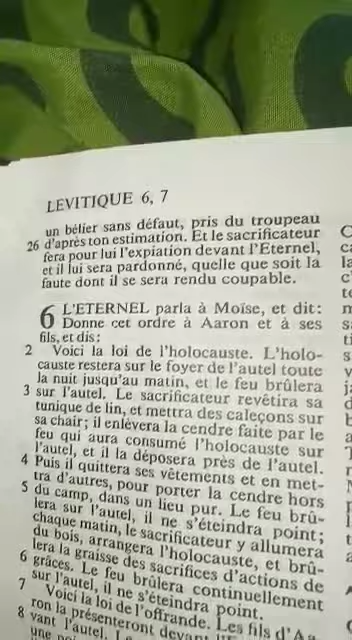 LEVITIQUE 6, 7
un bélier sans défaut, pris du troupeau
26 d'après ton estimation. Et le sacrificateur
fera pour lui l'expiation devant l'Eternel,
et il lui sera pardonné, quelle que soit la
faute dont il se sera rendu coupable.
6 L'ETERNEL parla à Moïse, et dit:
Donne cet ordre à Aaron et à ses
fils, et dis:
2 Voici la loi de l'holocauste. L'holo-
causte restera sur le foyer de l'autel toute
la nuit jusqu'au matin, et le feu brûlera
3 sur l'autel. Le sacrificateur revêtira sa
tunique de lin, et mettra des caleçons sur
sa chair; il enlèvera la cendre faite par le
feu qui aura consumé l'holocauste sur
l'autel, et il la déposera près de l'autel.
4 Puis il quittera ses vêtements et en met-
tra d'autres, pour porter la cendre hors
5 du camp, dans un lieu pur. Le feu brû-
lera sur l'autel, il ne s'éteindra point;
chaque matin, le sacrificateur y allumera
du bois, arrangera l'holocauste, et brû-
lera la graisse des sacrifices d'actions de
6 grâces. Le feu brûlera continuellement
sur l'autel, il ne s'éteindra point.
7 Voici la loi de l'offrande. Les fils d'Aa-
ron la présenteront devant
8 vant l'autel.
une